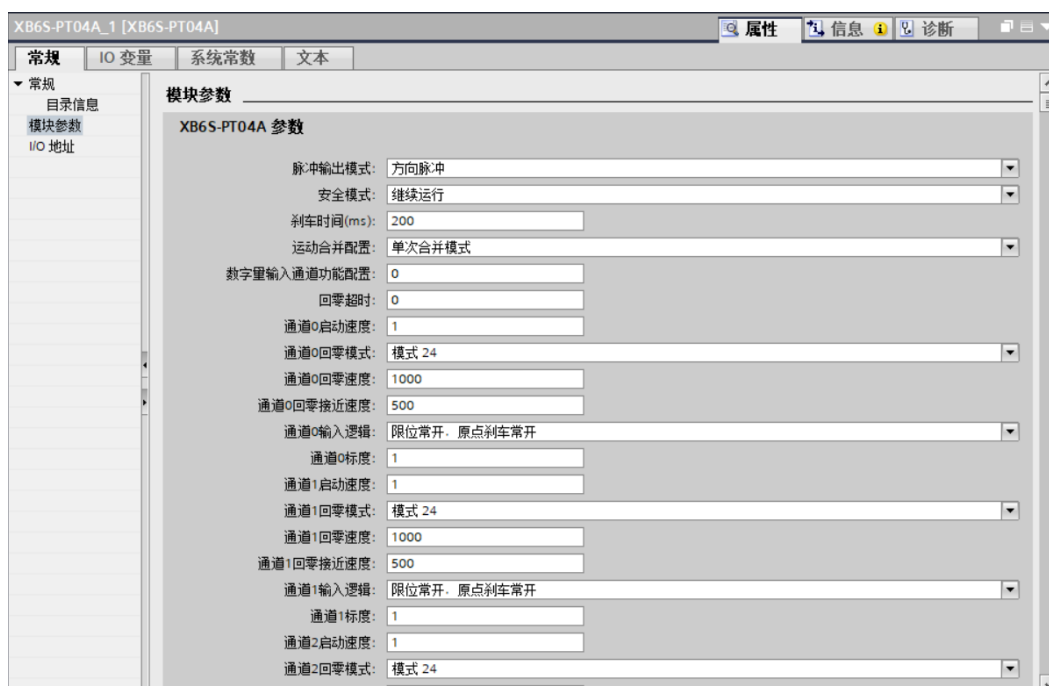 XB6S-PT04A_1 [XB6S-PT04A]
属性 信息 诊断
常规 IO 变量 系统常数 文本
常规
目录信息
模块参数
I/O 地址
模块参数
XB6S-PT04A 参数
脉冲输出模式: 方向脉冲
安全模式: 继续运行
刹车时间(ms): 200
运动合并配置: 单次合并模式
数字量输入通道功能配置: 0
回零超时: 0
通道0启动速度: 1
通道0回零模式: 模式 24
通道0回零速度: 1000
通道0回零接近速度: 500
通道0输入逻辑: 限位常开，原点刹车常开
通道0标度: 1
通道1启动速度: 1
通道1回零模式: 模式 24
通道1回零速度: 1000
通道1回零接近速度: 500
通道1输入逻辑: 限位常开，原点刹车常开
通道1标度: 1
通道2启动速度: 1
通道2回零模式: 模式 24